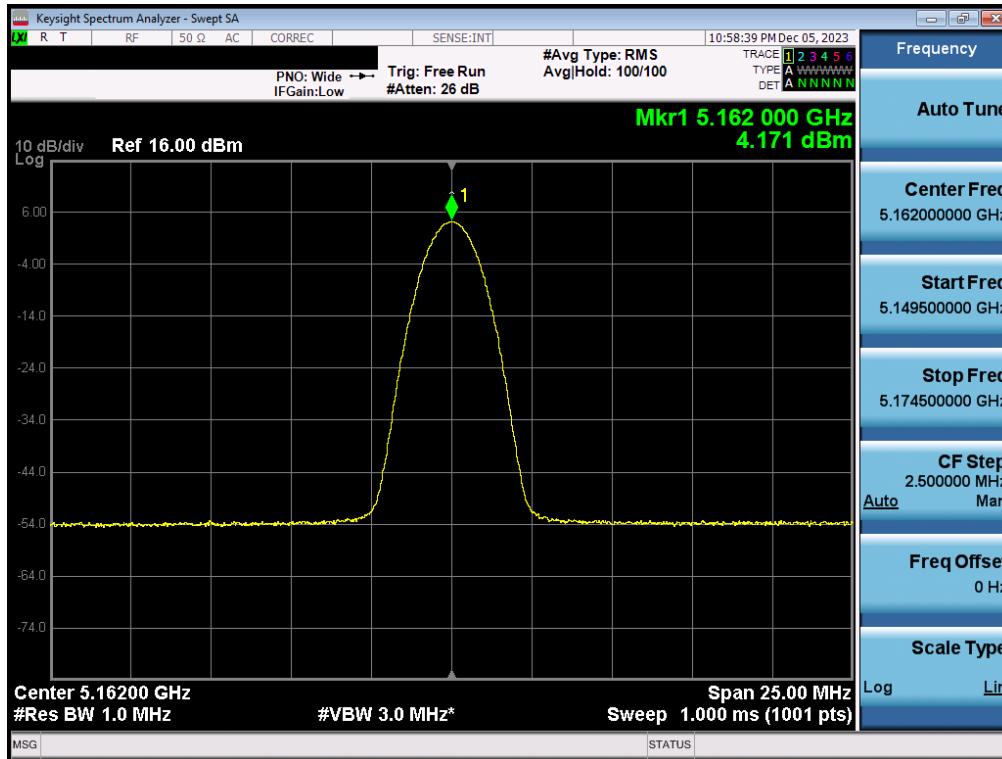 Keysight Spectrum Analyzer - Swept SA
LXI R T RF 50 Ω AC CORREC SENSE:INT 10:58:39 PM Dec 05, 2023
PNO: Wide
IFGain:Low
Trig: Free Run
#Atten: 26 dB
#Avg Type: RMS
Avg|Hold: 100/100
TRACE 1 2 3 4 5 6
TYPE A WWWWW
DET A N N N N N
Mkr1 5.162 000 GHz
4.171 dBm
10 dB/div Ref 16.00 dBm
Log
1
6.00
-4.00
-14.0
-24.0
-34.0
-44.0
-54.0
-64.0
-74.0
Center 5.16200 GHz Span 25.00 MHz
#Res BW 1.0 MHz #VBW 3.0 MHz* Sweep 1.000 ms (1001 pts)
MSG STATUS
Frequency
Auto Tune
Center Freq
5.162000000 GHz
Start Freq
5.149500000 GHz
Stop Freq
5.174500000 GHz
CF Step
2.500000 MHz
Auto Man
Freq Offset
0 Hz
Scale Type
Log Lin